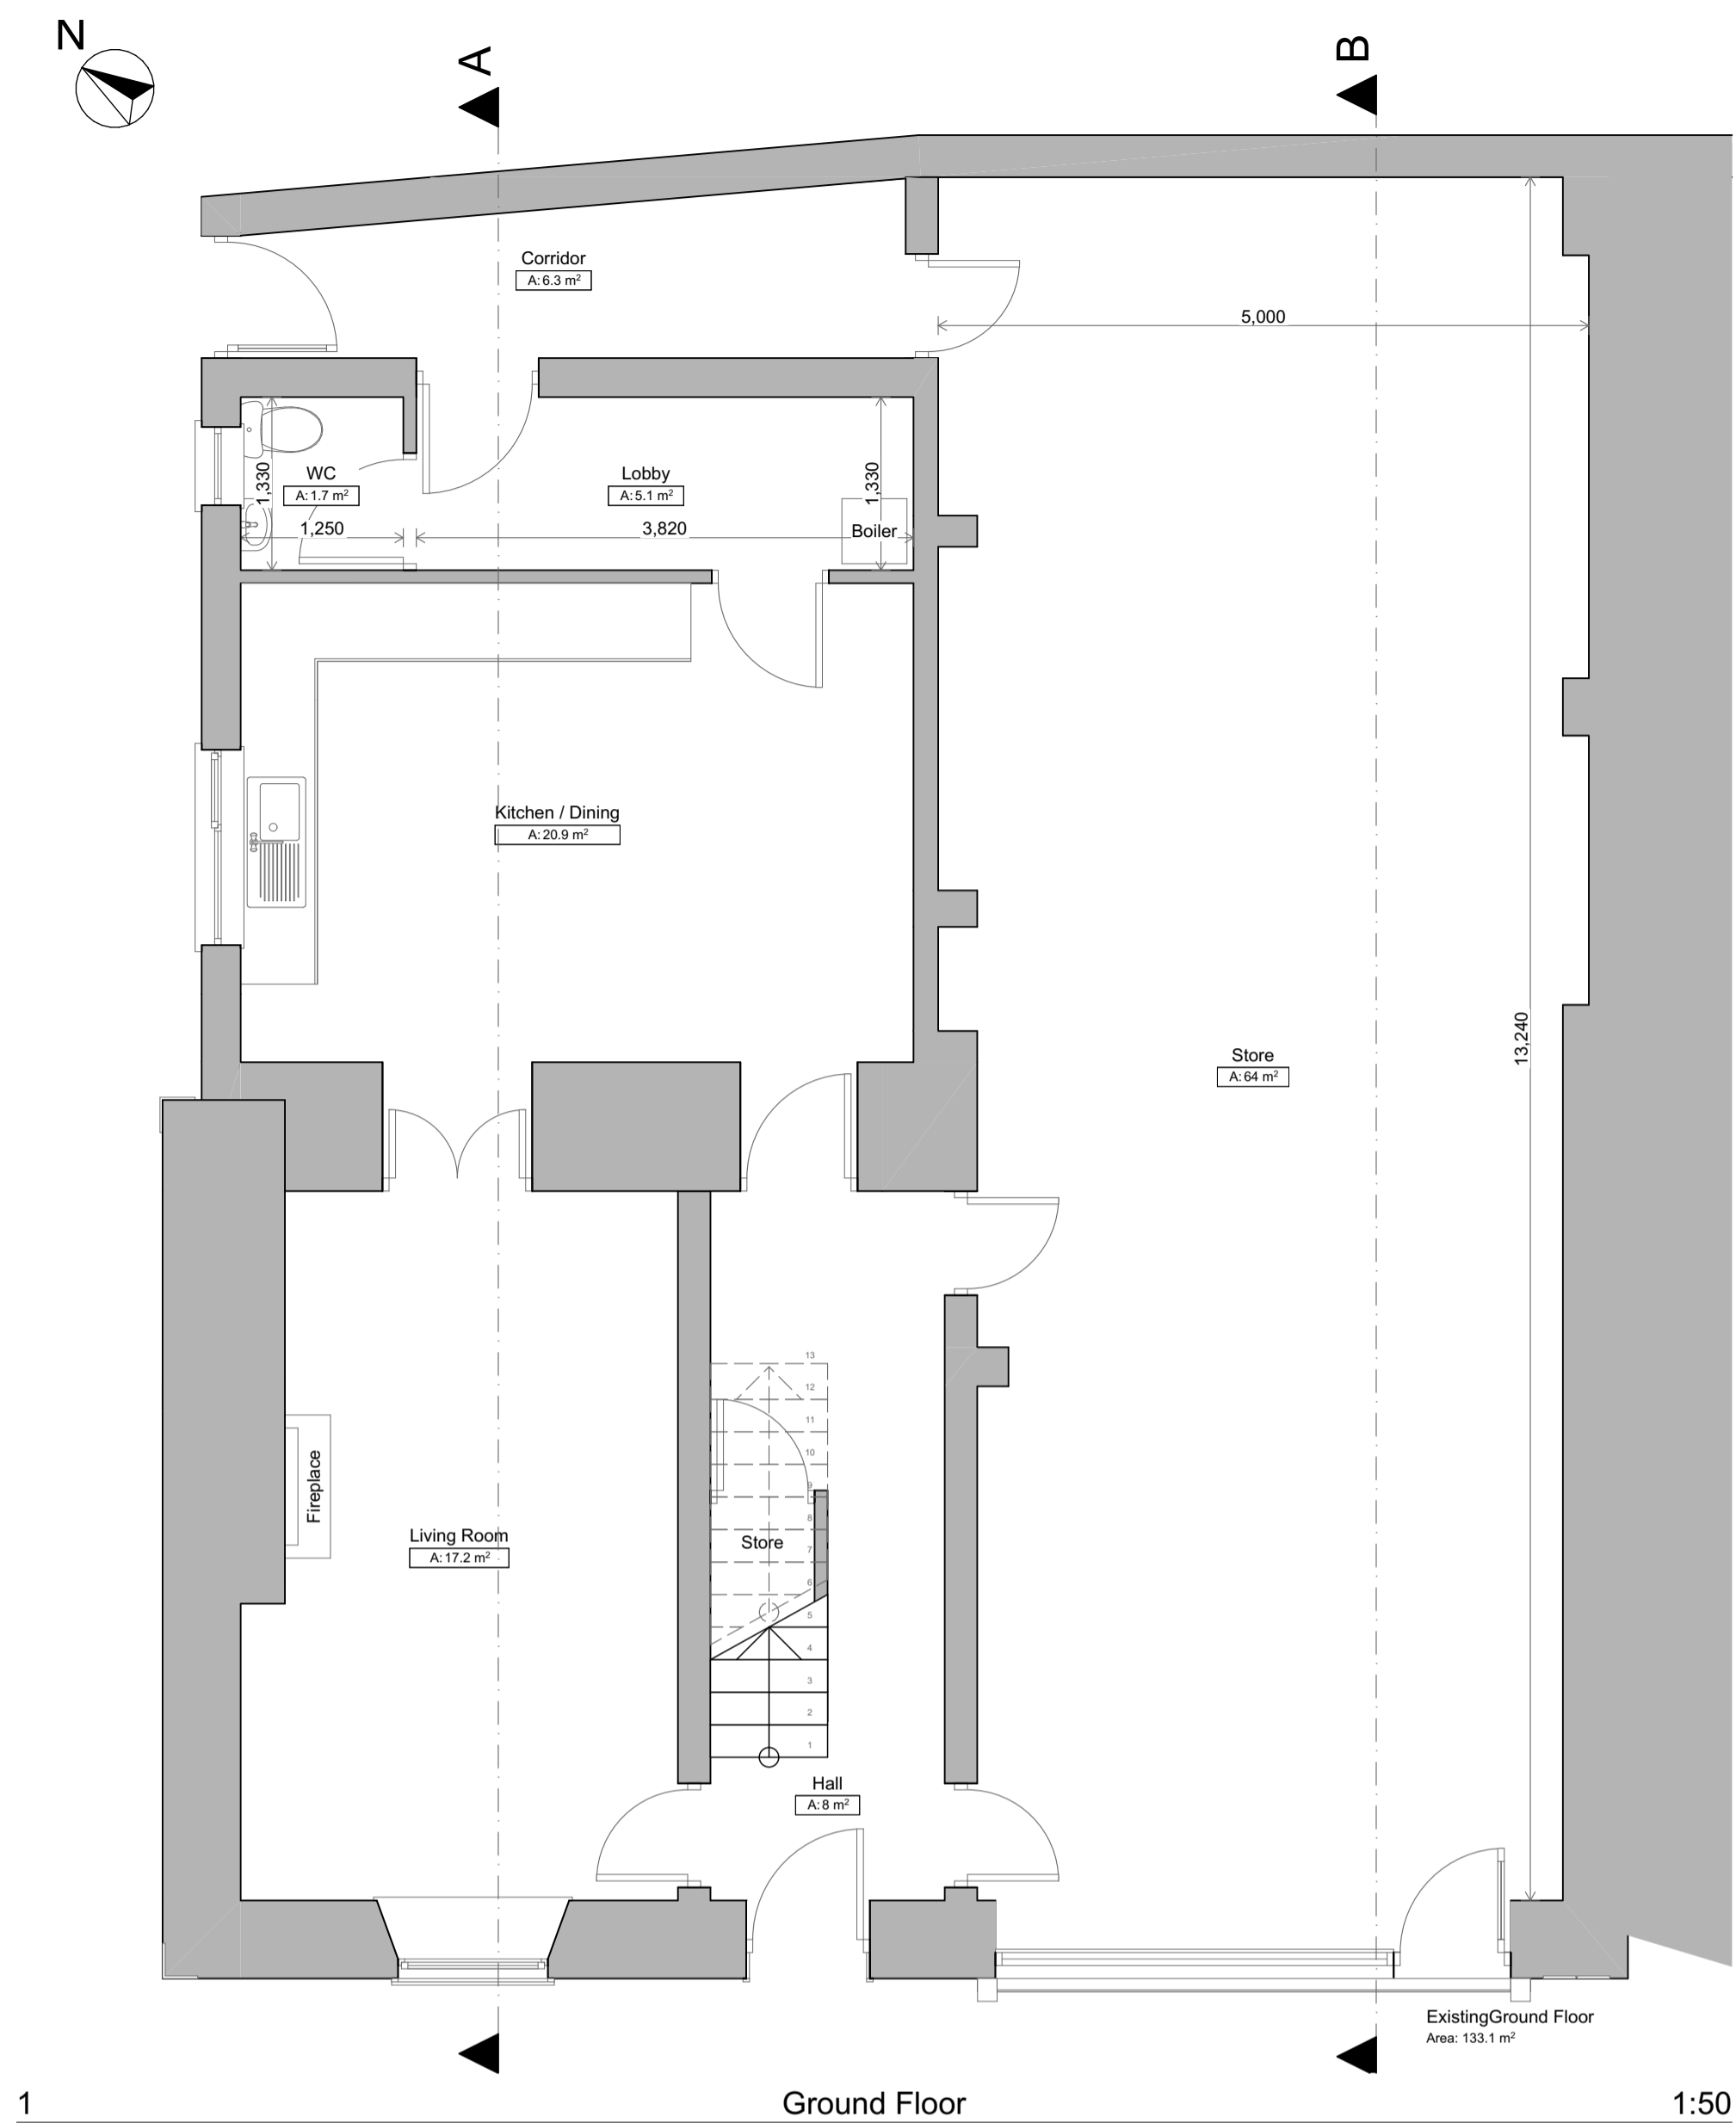 N
A
B
Corridor
A: 6.3 m²
5,000
WC
A: 1.7 m²
1,330
1,250
Lobby
A: 5.1 m²
3,820
1,330
Boiler
Kitchen / Dining
A: 20.9 m²
Store
A: 64 m²
13,240
Fireplace
Living Room
A: 17.2 m²
13
12
11
10
9
8
Store
7
6
5
4
3
2
1
Hall
A: 8 m²
ExistingGround Floor
Area: 133.1 m²
1
Ground Floor
1:50